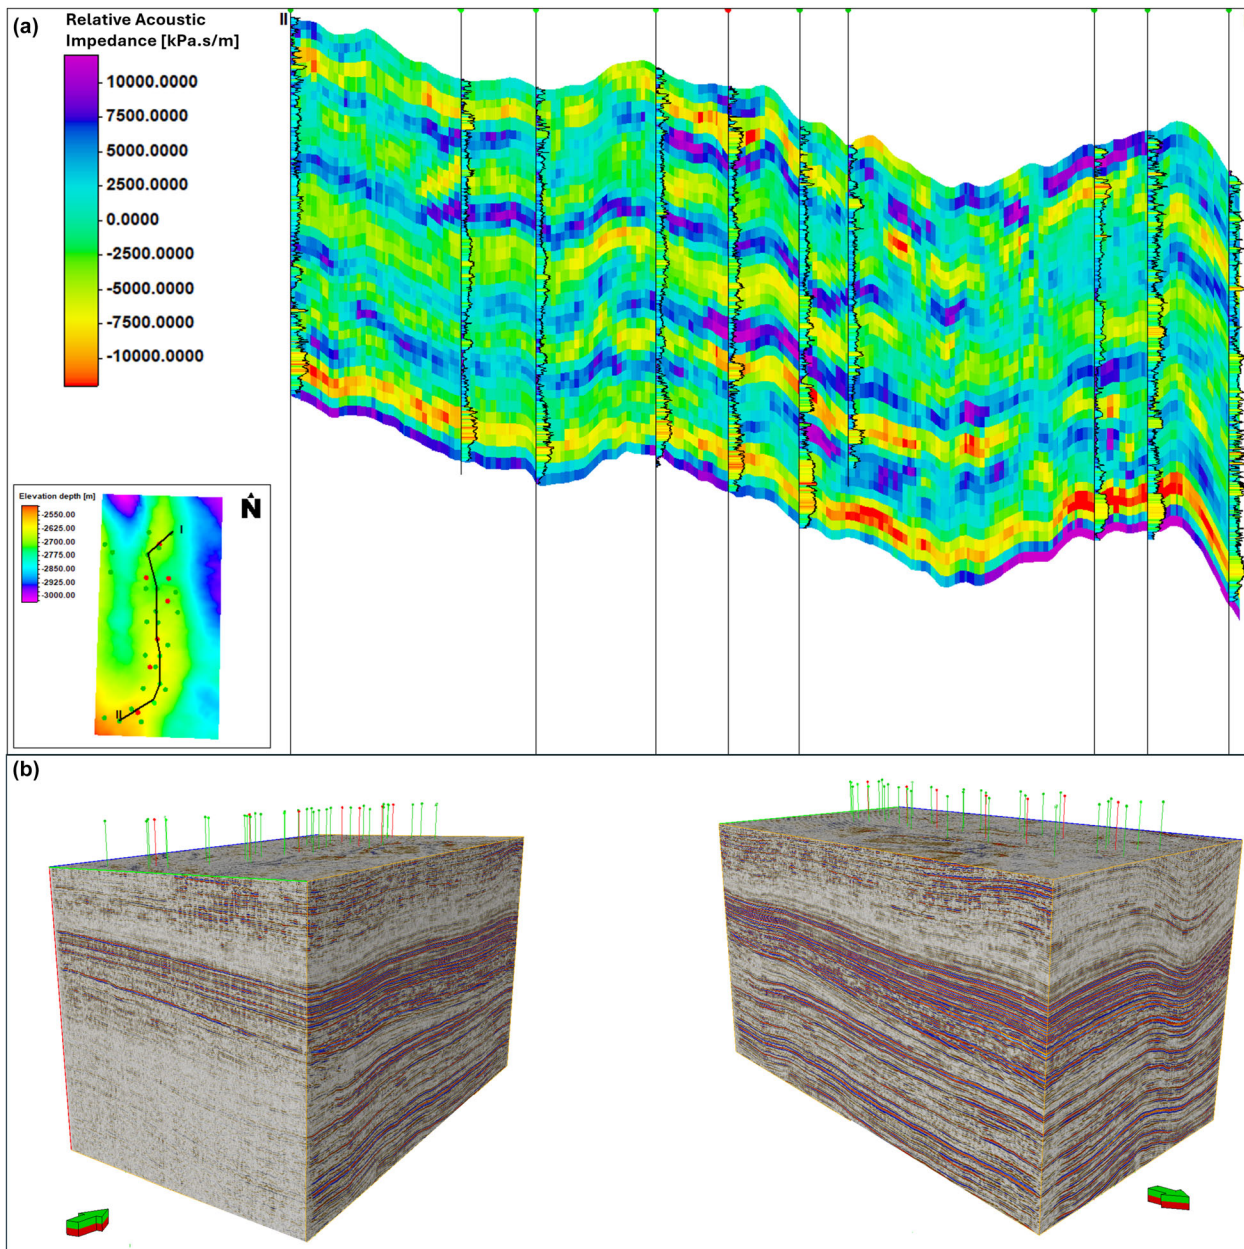 (a)
Relative Acoustic
Impedance [kPa.s/m]
10000.0000
7500.0000
5000.0000
2500.0000
0.0000
-2500.0000
-5000.0000
-7500.0000
-10000.0000
II
Elevation depth [m]
-2550.00
-2625.00
-2700.00
-2775.00
-2850.00
-2925.00
-3000.00
N
I
II
(b)